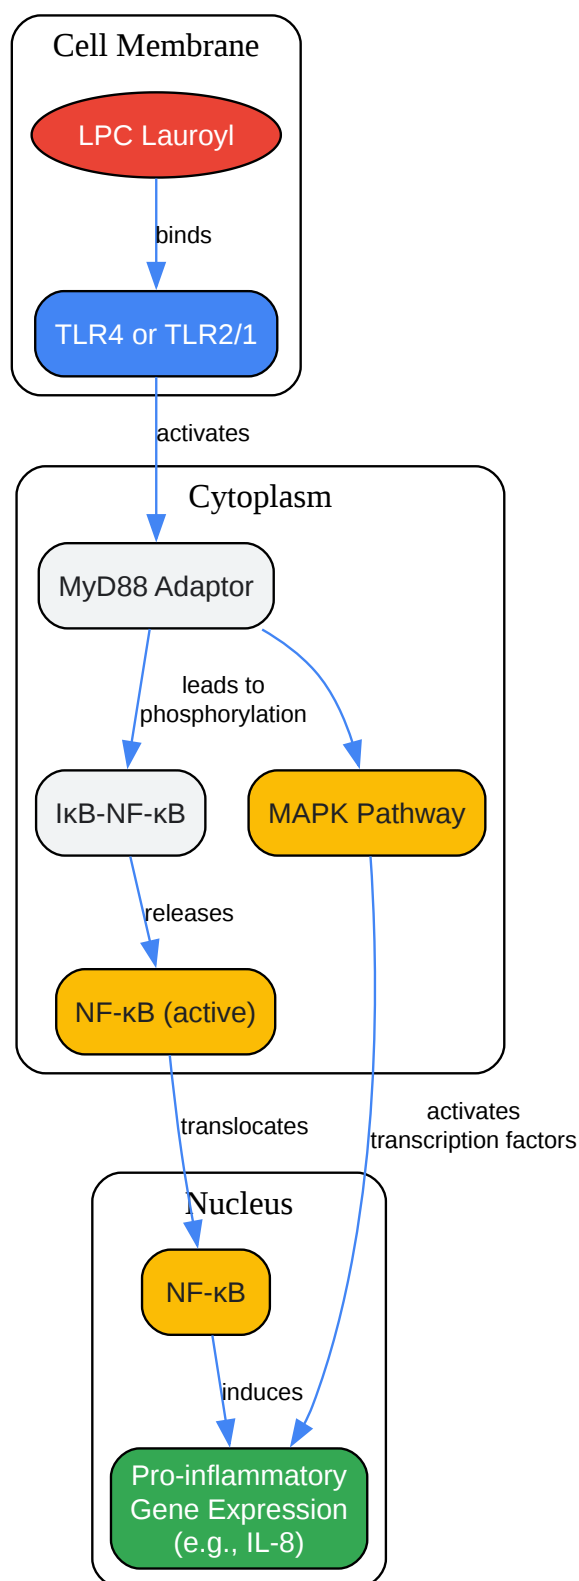 Cell Membrane
LPC Lauroyl
binds
TLR4 or TLR2/1
activates
Cytoplasm
MyD88 Adaptor
leads to
phosphorylation
IκB-NF-κB
MAPK Pathway
releases
NF-κB (active)
translocates
activates
transcription factors
Nucleus
NF-κB
induces
Pro-inflammatory
Gene Expression
(e.g., IL-8)